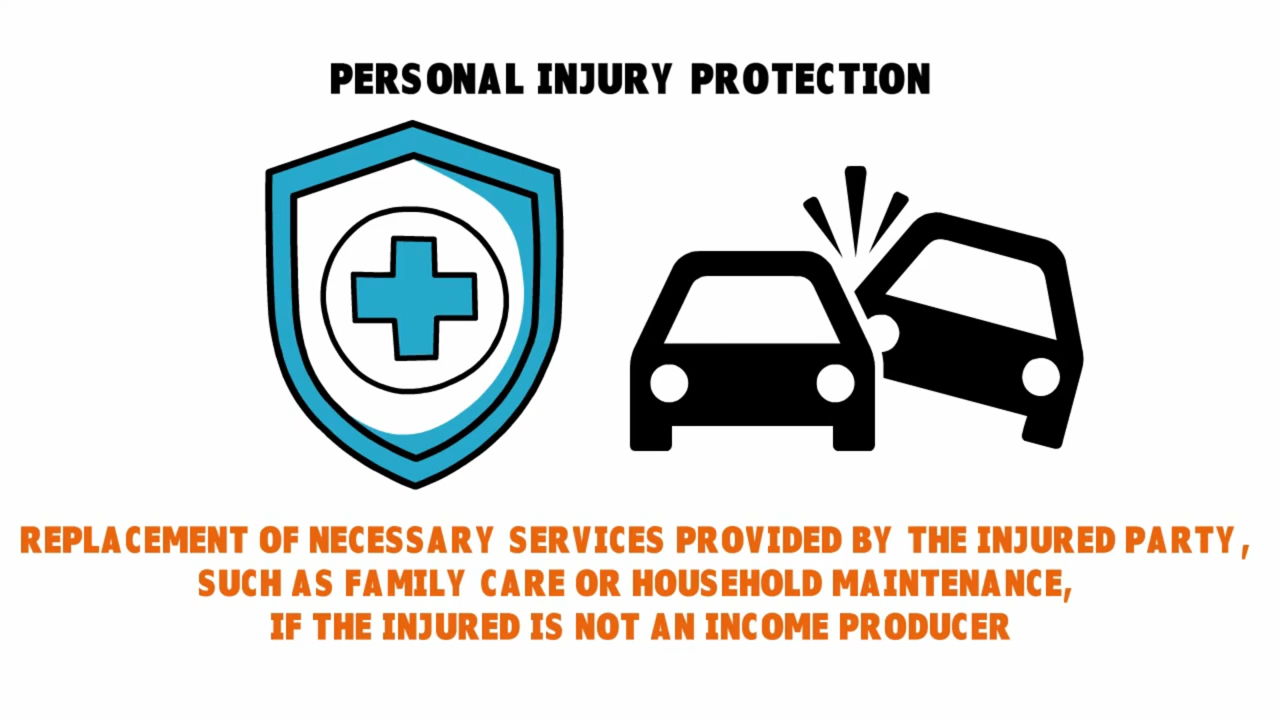 PERSONAL INJURY PROTECTION
REPLACEMENT OF NECESSARY SERVICES PROVIDED BY THE INJURED PARTY,
SUCH AS FAMILY CARE OR HOUSEHOLD MAINTENANCE,
IF THE INJURED IS NOT AN INCOME PRODUCER